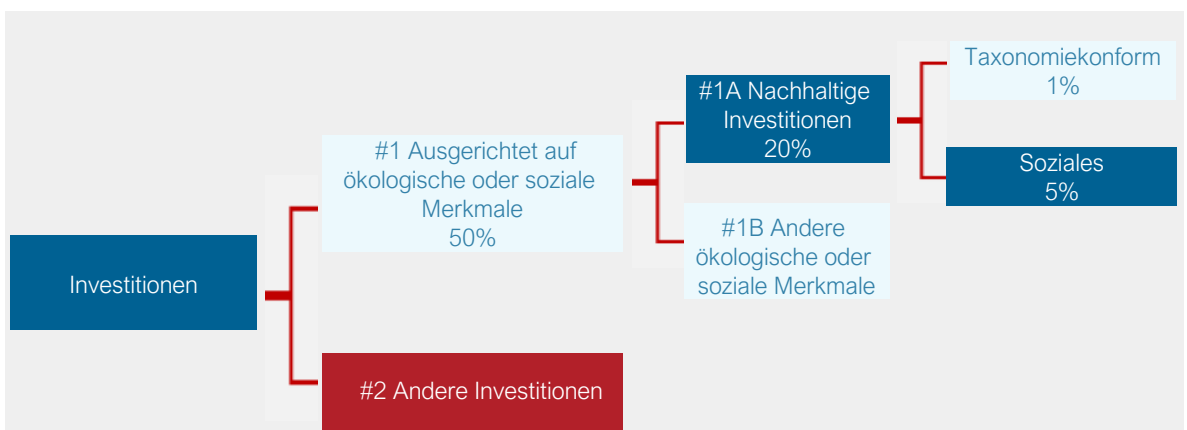 Investitionen
#1 Ausgerichtet auf
ökologische oder soziale
Merkmale
50%
#2 Andere Investitionen
#1A Nachhaltige
Investitionen
20%
#1B Andere
ökologische oder
soziale Merkmale
Taxonomiekonform
1%
Soziales
5%